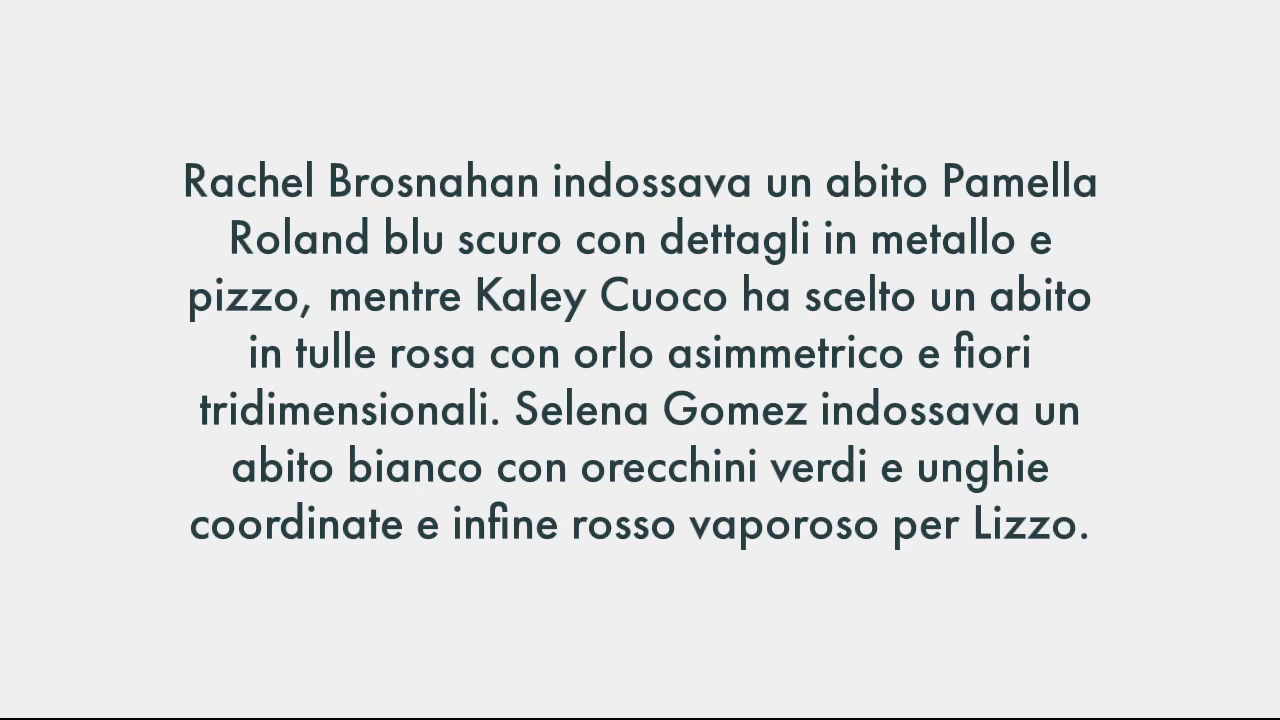 Rachel Brosnahan indossava un abito Pamella
Roland blu scuro con dettagli in metallo e
pizzo, mentre Kaley Cuoco ha scelto un abito
in tulle rosa con orlo asimmetrico e fiori
tridimensionali. Selena Gomez indossava un
abito bianco con orecchini verdi e unghie
coordinate e infine rosso vaporoso per Lizzo.